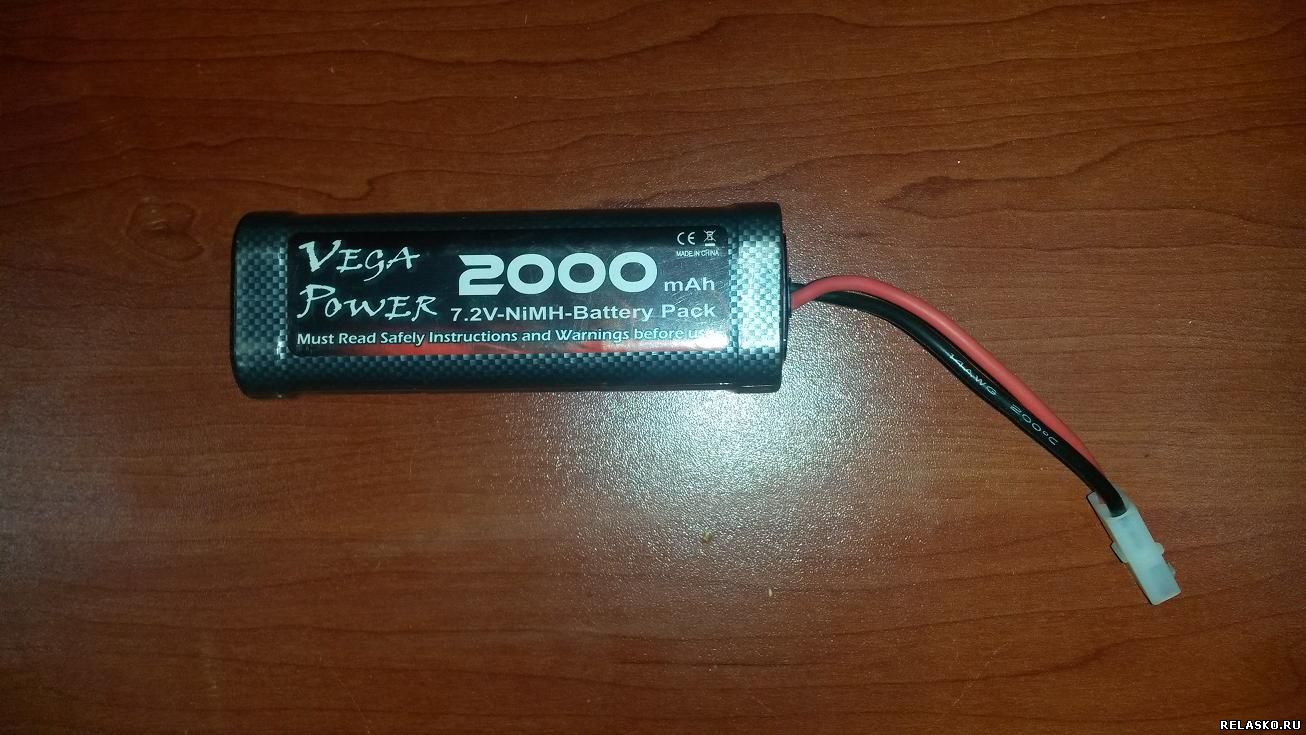 VEGA
POWER
2000 mAh
CE
MADE IN CHINA
7.2V-NiMH-Battery Pack
Must Read Safely Instructions and Warnings before
14AWG 200°C
RELASKO.RU